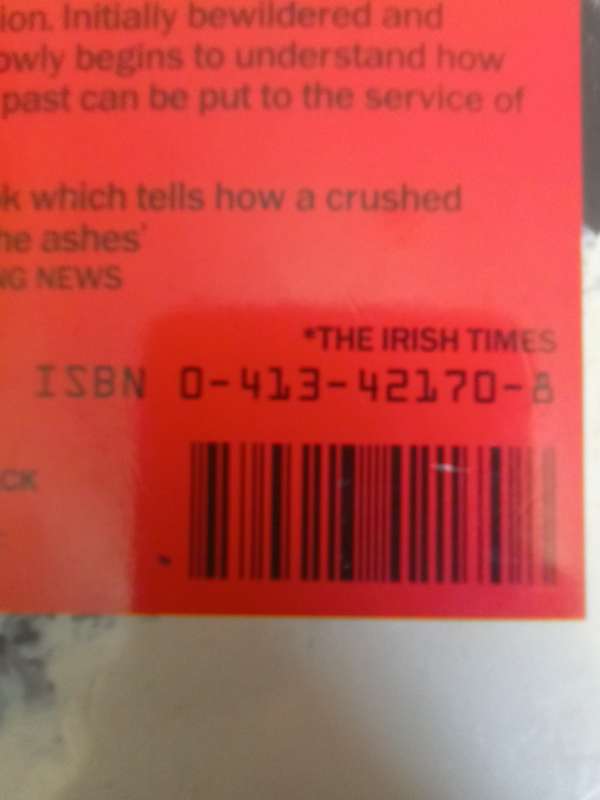 ion. Initially bewildered and
owly begins to understand how
past can be put to the service of
k which tells how a crushed
he ashes'
NG NEWS
*THE IRISH TIMES
ISBN 0-413-42170-8
CK